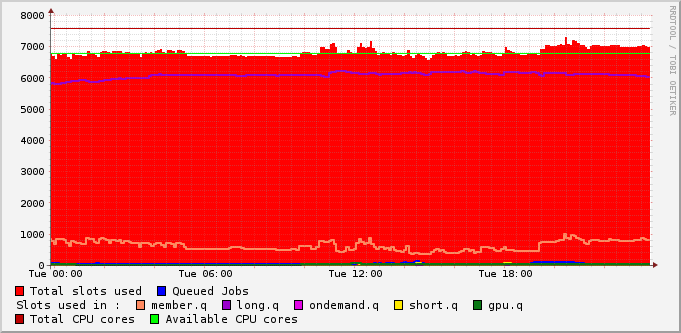 8000
7000
6000
5000
4000
3000
2000
1000
0
Tue 00:00 Tue 06:00 Tue 12:00 Tue 18:00
Total slots used Queued Jobs
Slots used in : member.q long.q ondemand.q short.q gpu.q
Total CPU cores Available CPU cores
RRDTOOL / TOBI OETIKER